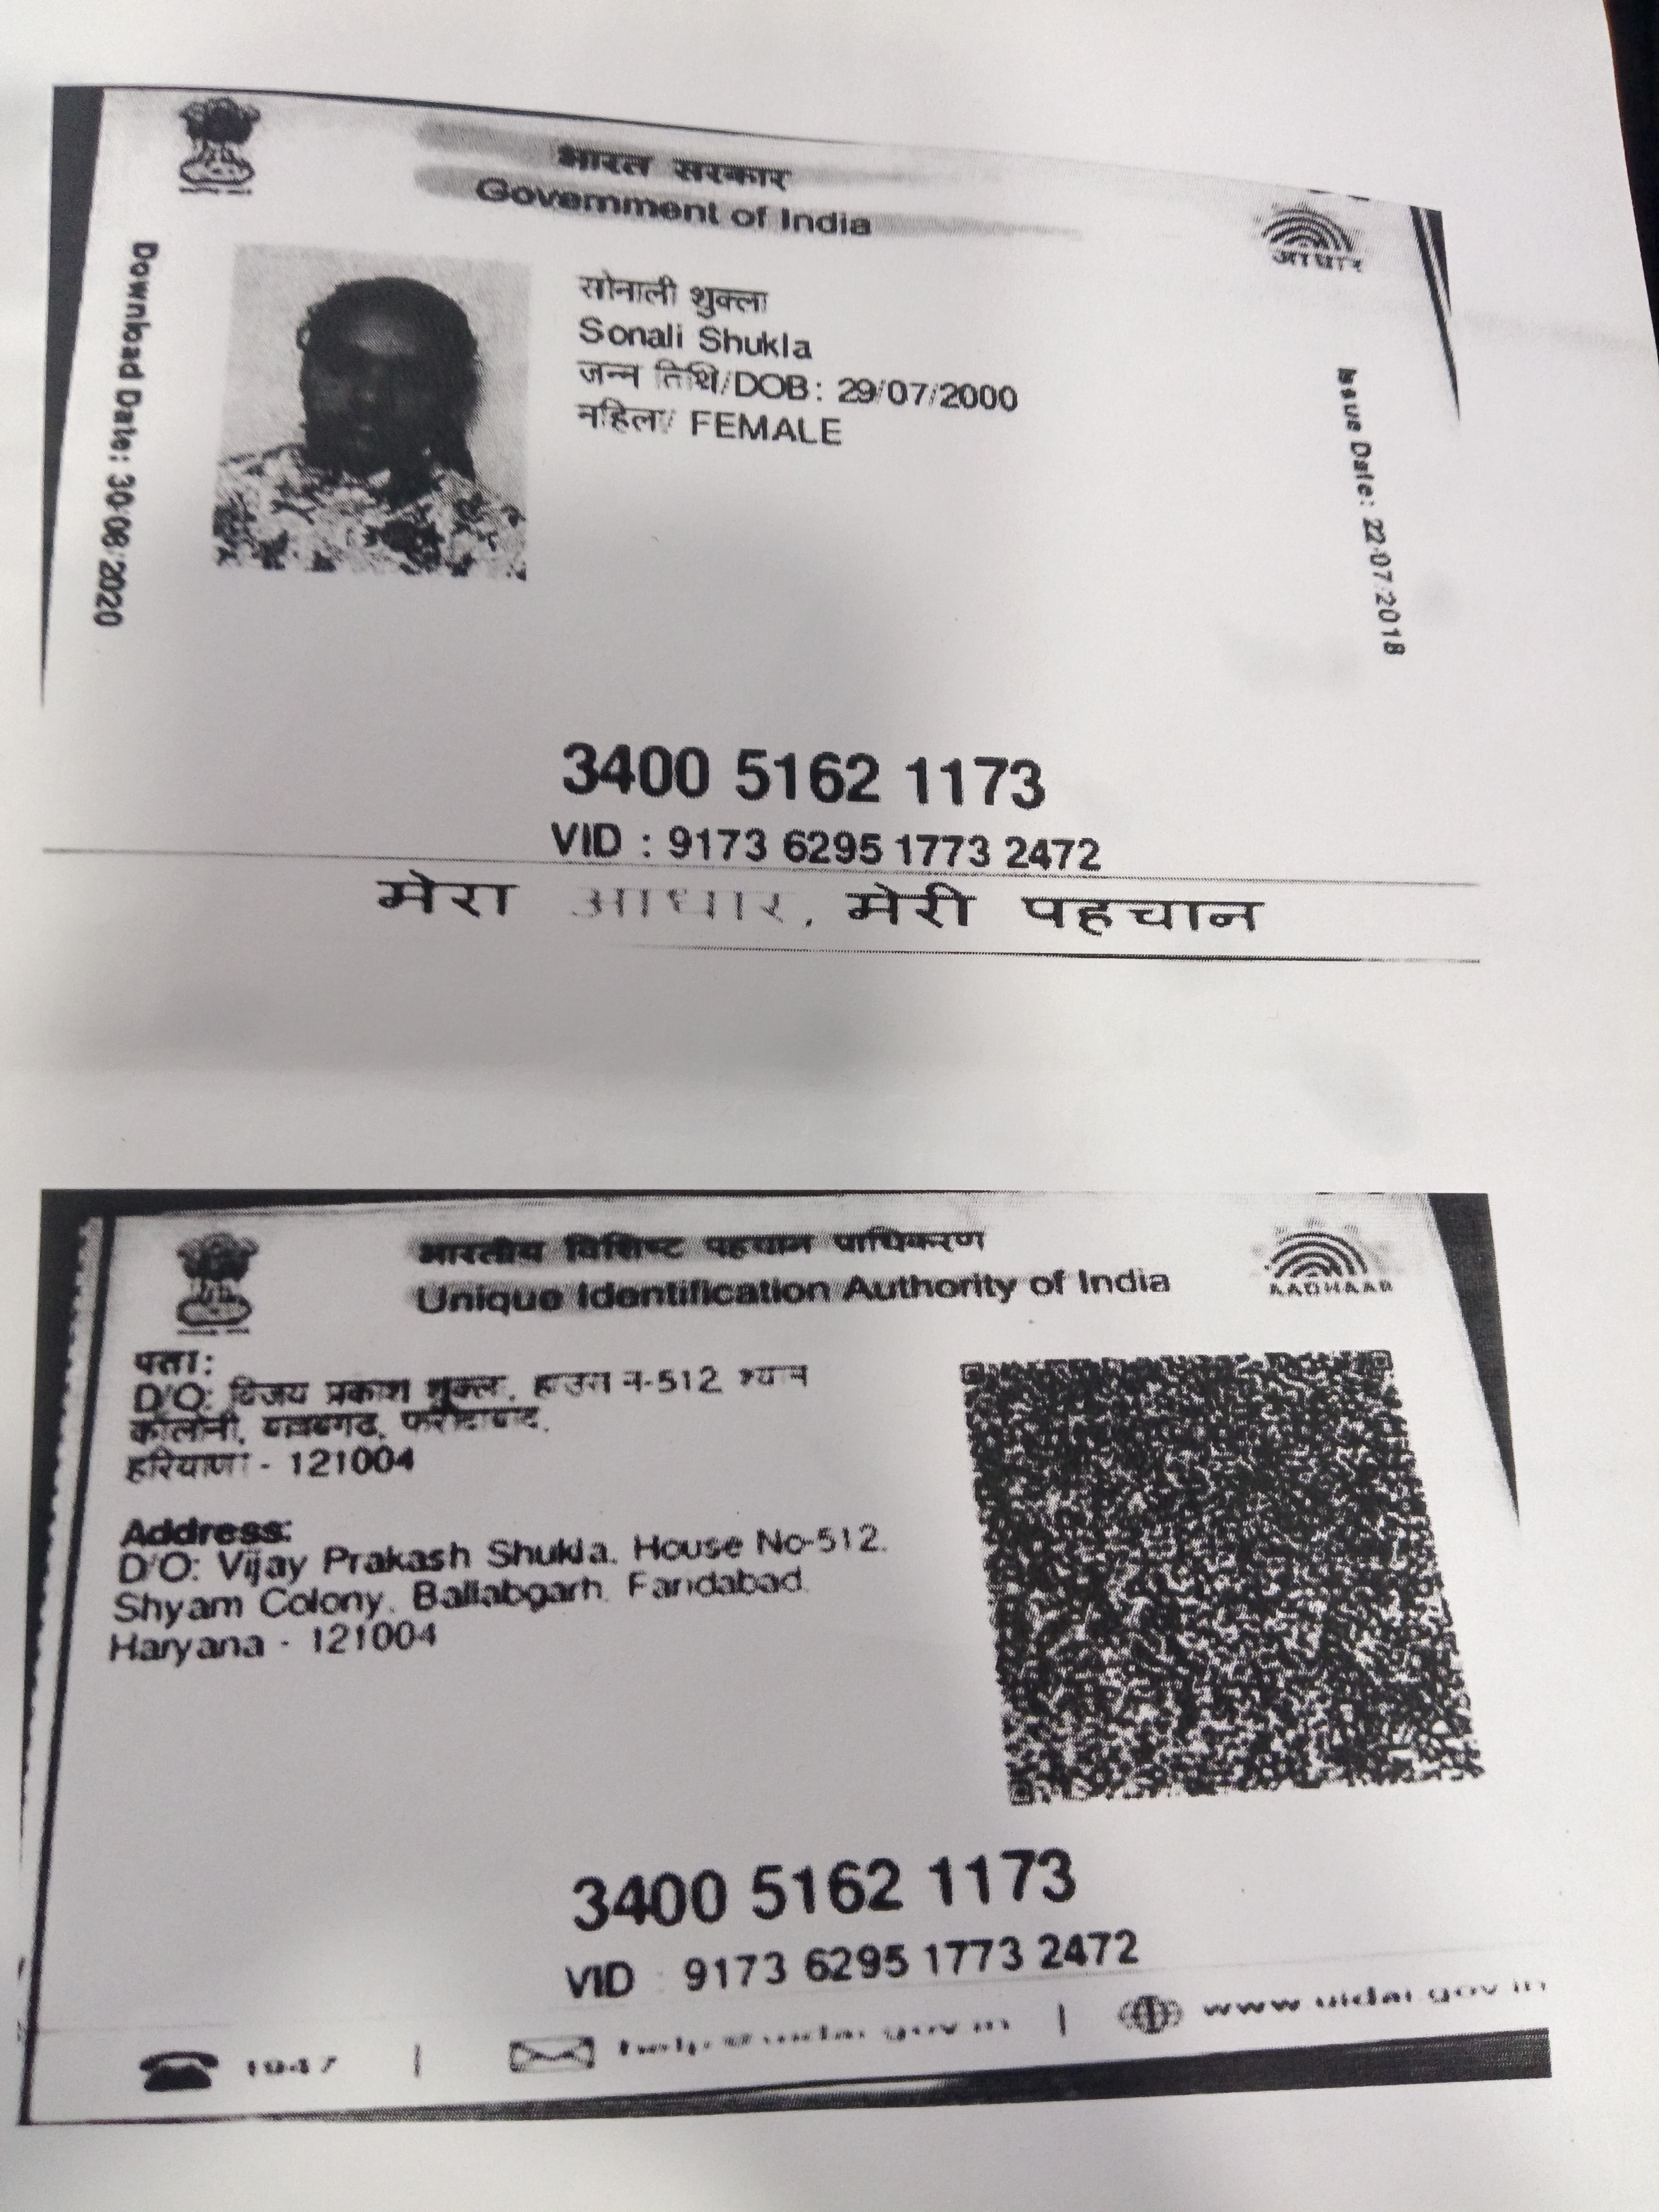 भारत सरकार
Government of India
आधार
Download Date: 30/08/2020
सोनाली शुक्ला
Sonali Shukla
जन्म तिथि/DOB: 29/07/2000
महिला/ FEMALE
Issue Date: 22/07/2018
3400 5162 1173
VID : 9173 6295 1773 2472
मेरा आधार, मेरी पहचान
भारतीय विशिष्ट पहचान प्राधिकरण
Unique Identification Authority of India
AADHAAR
पता:
D/O: विजय प्रकाश शुक्ला, हाउस न-512, श्याम
कॉलोनी, बल्लबगढ, फरीदाबाद,
हरियाणा - 121004
Address:
D/O: Vijay Prakash Shukla, House No-512,
Shyam Colony, Ballabgarh, Faridabad,
Haryana - 121004
3400 5162 1173
VID : 9173 6295 1773 2472
1947 | help@uidai.gov.in | www.uidai.gov.in